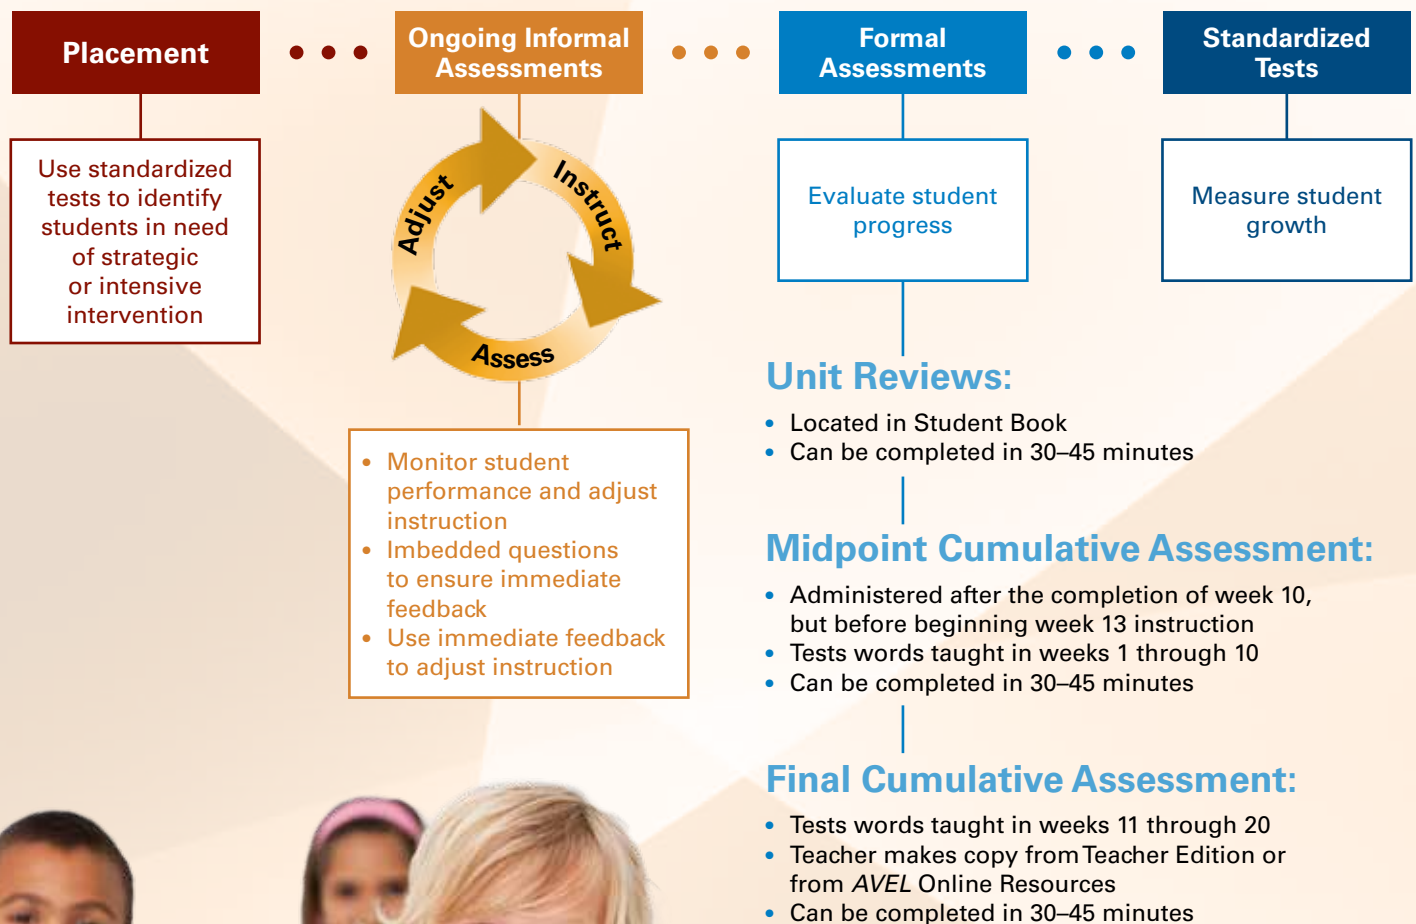 Placement
Use standardized
tests to identify
students in need
of strategic
or intensive
intervention
Ongoing Informal
Assessments
Adjust
Instruct
Assess
• Monitor student
performance and adjust
instruction
• Imbedded questions
to ensure immediate
feedback
• Use immediate feedback
to adjust instruction
Formal
Assessments
Evaluate student
progress
Unit Reviews:
• Located in Student Book
• Can be completed in 30–45 minutes
Midpoint Cumulative Assessment:
• Administered after the completion of week 10,
but before beginning week 13 instruction
• Tests words taught in weeks 1 through 10
• Can be completed in 30–45 minutes
Final Cumulative Assessment:
• Tests words taught in weeks 11 through 20
• Teacher makes copy from Teacher Edition or
from AVEL Online Resources
• Can be completed in 30–45 minutes
Standardized
Tests
Measure student
growth